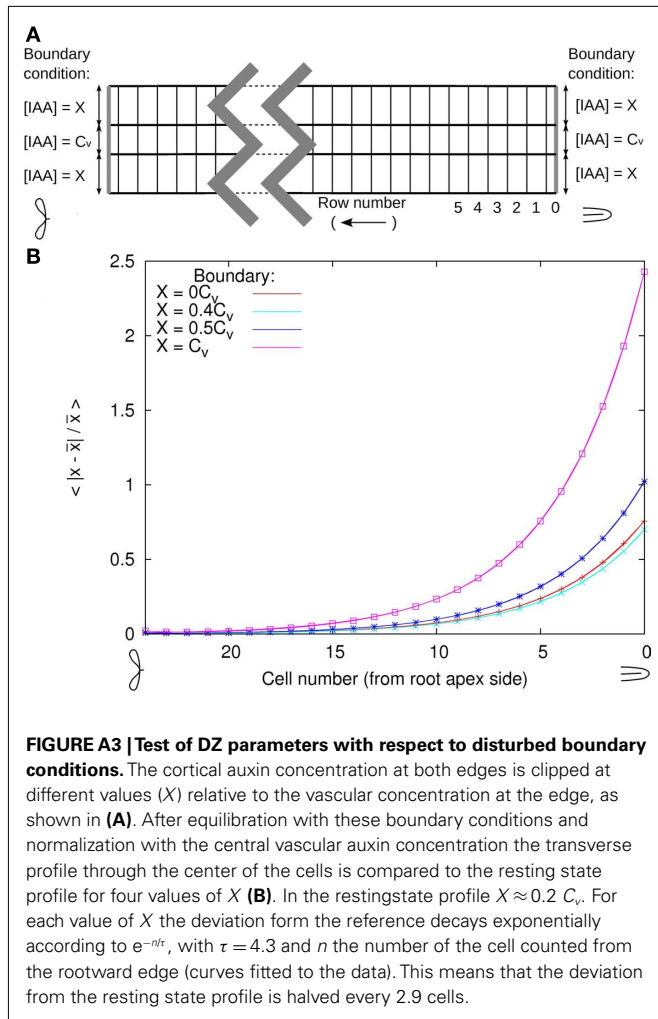 A
Boundary condition:
[IAA] = X
[IAA] = Cv
[IAA] = X
Boundary condition:
[IAA] = X
[IAA] = Cv
[IAA] = X
Row number
( ← )
5 4 3 2 1 0
B
2.5
2
1.5
1
0.5
0
< |x - x̄| / x̄ >
Boundary:
X = 0Cv
X = 0.4Cv
X = 0.5Cv
X = Cv
20 15 10 5 0
Cell number (from root apex side)
FIGURE A3 | Test of DZ parameters with respect to disturbed boundary
conditions. The cortical auxin concentration at both edges is clipped at
different values (X) relative to the vascular concentration at the edge, as
shown in (A). After equilibration with these boundary conditions and
normalization with the central vascular auxin concentration the transverse
profile through the center of the cells is compared to the resting state
profile for four values of X (B). In the restingstate profile X ≈ 0.2 Cv. For
each value of X the deviation form the reference decays exponentially
according to e^−n/τ, with τ = 4.3 and n the number of the cell counted from
the rootward edge (curves fitted to the data). This means that the deviation
from the resting state profile is halved every 2.9 cells.